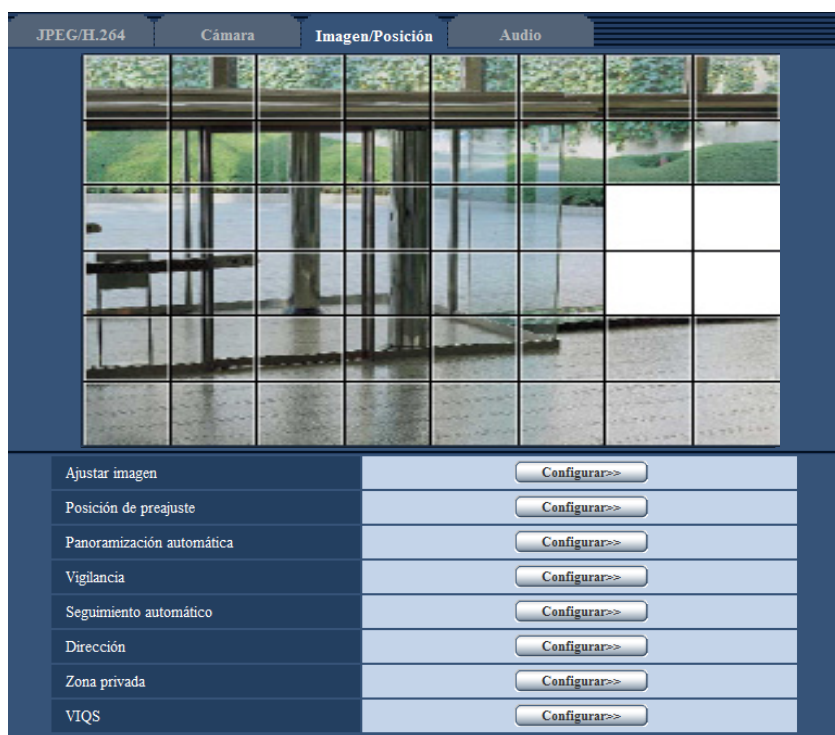 JPEG/H.264 Cámara Imagen/Posición Audio
Ajustar imagen Configurar>>
Posición de preajuste Configurar>>
Panoramización automática Configurar>>
Vigilancia Configurar>>
Seguimiento automático Configurar>>
Dirección Configurar>>
Zona privada Configurar>>
VIQS Configurar>>